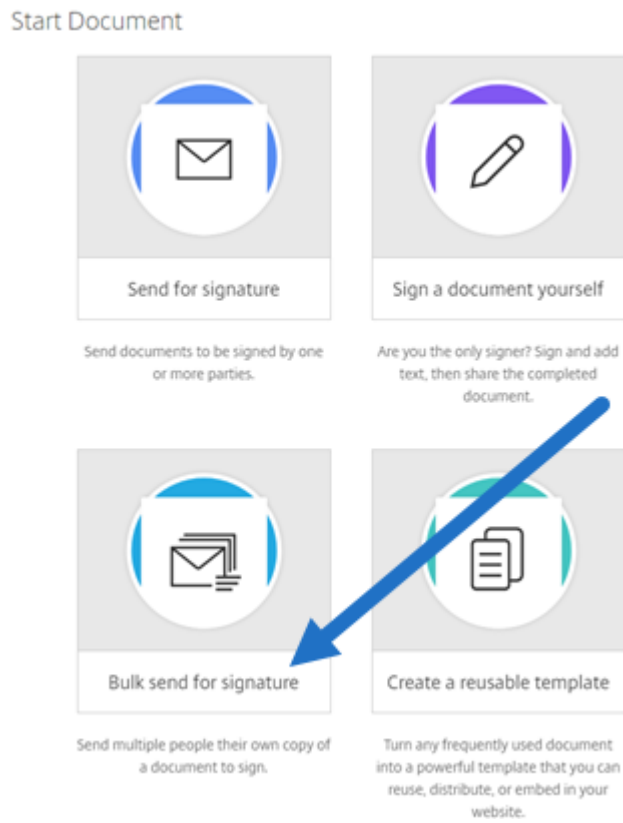 Start Document
Send for signature
Send documents to be signed by one
or more parties.
Sign a document yourself
Are you the only signer? Sign and add
text, then share the completed
document.
Bulk send for signature
Send multiple people their own copy of
a document to sign.
Create a reusable template
Turn any frequently used document
into a powerful template that you can
reuse, distribute, or embed in your
website.